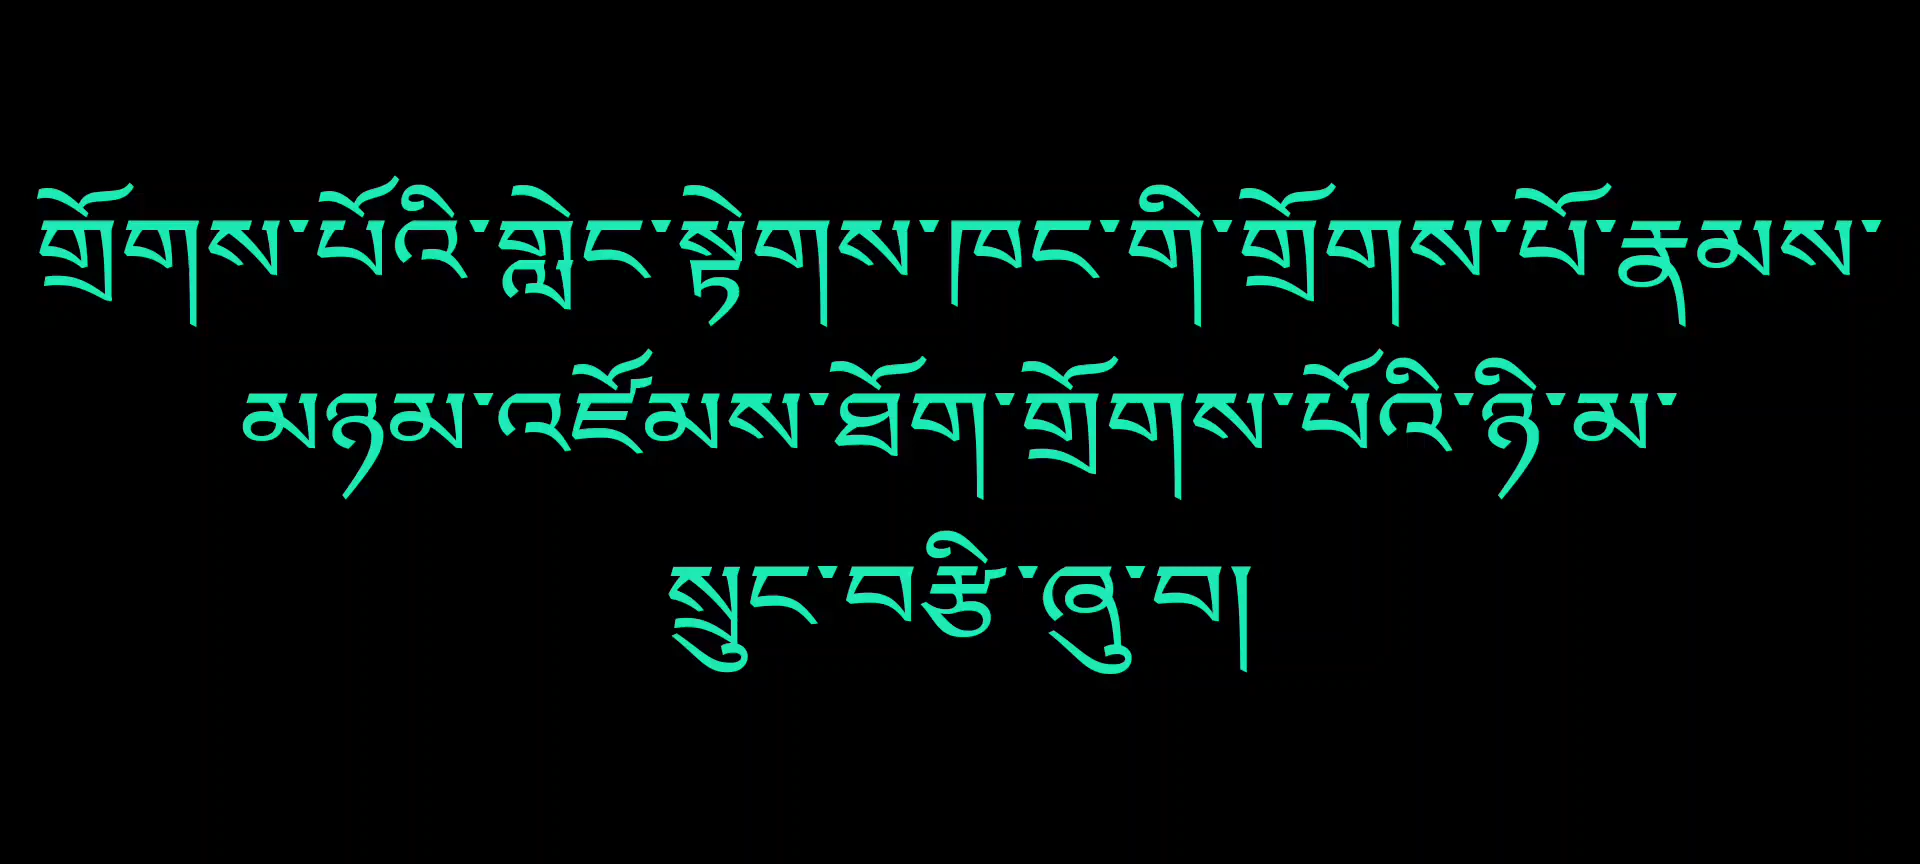 གྲོགས་པོའི་གླེང་སྟེགས་ཁང་གི་གྲོགས་པོ་རྣམས་
མཉམ་འཛོམས་ཐོག་གྲོགས་པོའི་ཉི་མ་
སྲུང་བརྩི་ཞུ་བ།